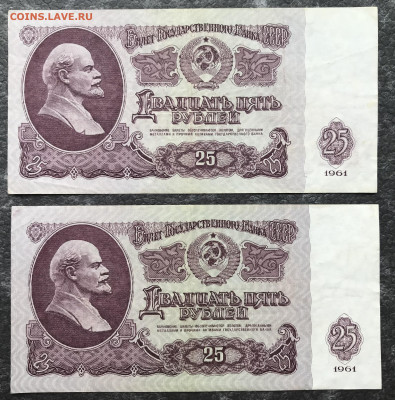 COINS.LAVE.RU
Билет Государственного Банка СССР
Двадцать пять
рублей
25
25
1961
Билет Государственного Банка СССР
Двадцать пять
рублей
25
25
1961